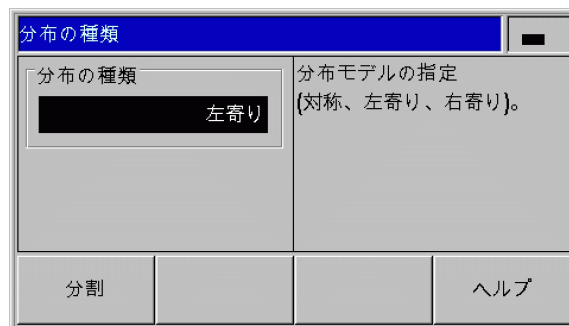 分布の種類
分布の種類
左寄り
分布モデルの指定
(対称、左寄り、右寄り)。
分割
ヘルプ